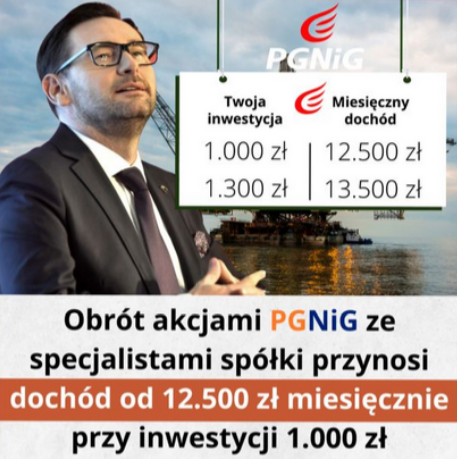 PGNiG
Twoja inwestycja
Miesięczny dochód
1.000 zł 12.500 zł
1.300 zł 13.500 zł
Obrót akcjami PGNiG ze
specjalistami spółki przynosi
dochód od 12.500 zł miesięcznie
przy inwestycji 1.000 zł